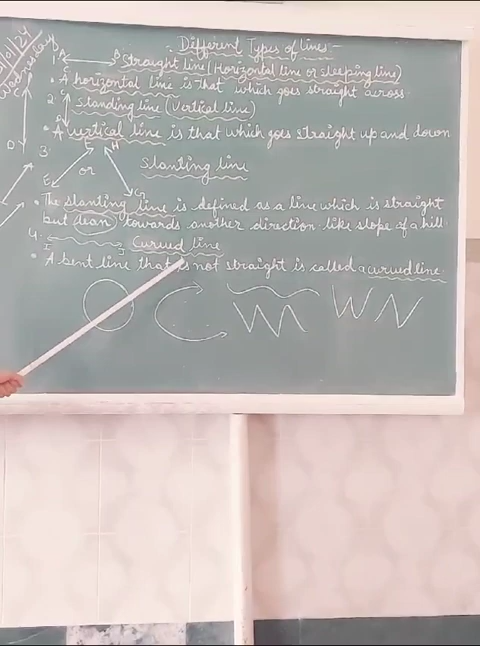 Different Types of lines -
1. A B Straight line (Horizontal line or sleeping line)
• A horizontal line is that which goes straight across.
2. C Standing line (Vertical line)
D
• A vertical line is that which goes straight up and down
3. E H
or Slanting line
F G
• The slanting line is defined as a line which is straight
but (lean) towards another direction like slope of a hill
4. I J Curved line
• A bent line that is not straight is called a curved line.
Wednesday
C
D